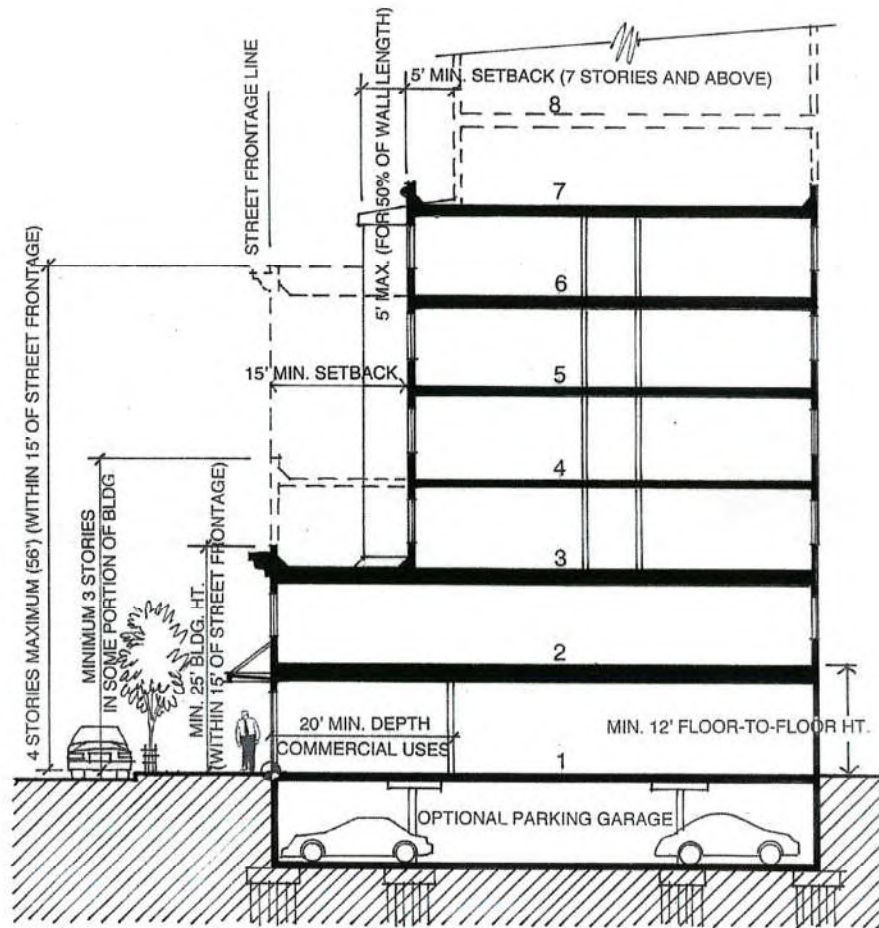 5' MIN. SETBACK (7 STORIES AND ABOVE)
8
STREET FRONTAGE LINE
5' MAX. (FOR 50% OF WALL LENGTH)
7
6
15' MIN. SETBACK
5
4
4 STORIES MAXIMUM (56') (WITHIN 15' OF STREET FRONTAGE)
MINIMUM 3 STORIES
IN SOME PORTION OF BLDG
MIN. 25' BLDG. HT.
(WITHIN 15' OF STREET FRONTAGE)
3
2
20' MIN. DEPTH
COMMERCIAL USES
MIN. 12' FLOOR-TO-FLOOR HT.
1
OPTIONAL PARKING GARAGE